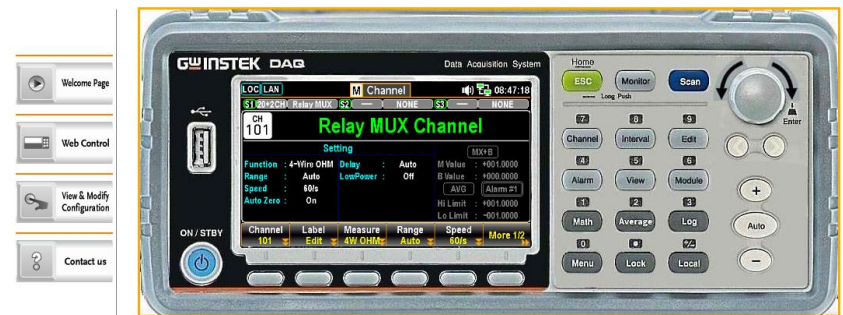 Welcome Page
Web Control
View & Modify
Configuration
Contact us
GWINSTEK DAQ
Data Acquisition System
LOC LAN
M Channel
08:47:18
S1 20+2CH Relay MUX S2 — NONE S3 — NONE
CH
101
Relay MUX Channel
Setting
MX+B
Function : 4-Wire OHM Delay : Auto M Value : +001.0000
Range : Auto LowPower : Off B Value : +000.0000
Speed : 60/s AVG Alarm #1
Auto Zero : On Hi Limit : +001.0000
Lo Limit : -001.0000
Channel Label Measure Range Speed More 1/2
101 Edit 4W OHM Auto 60/s
ON / STBY
Home
ESC Monitor Scan
Long Push
Enter
7 8 9
Channel Interval Edit
4 5 6
Alarm View Module
1 2 3
Math Average Log
0 ● +/-
Menu Lock Local
+
Auto
−